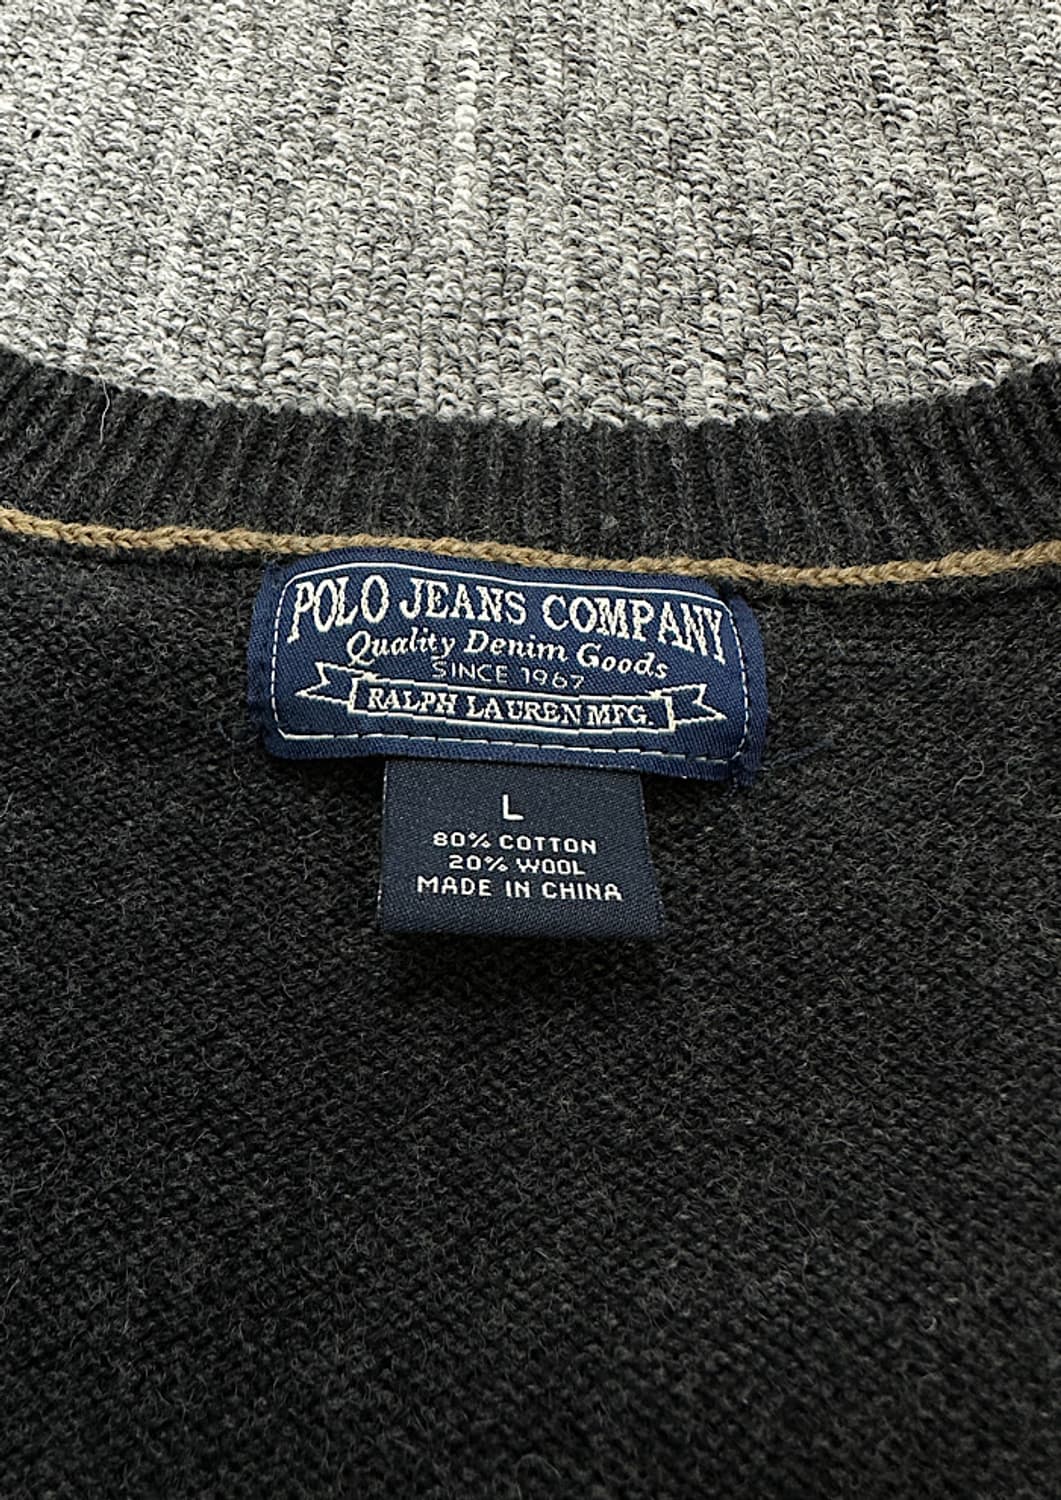 POLO JEANS COMPANY
Quality Denim Goods
SINCE 1967
RALPH LAUREN MFG.
L
80% COTTON
20% WOOL
MADE IN CHINA